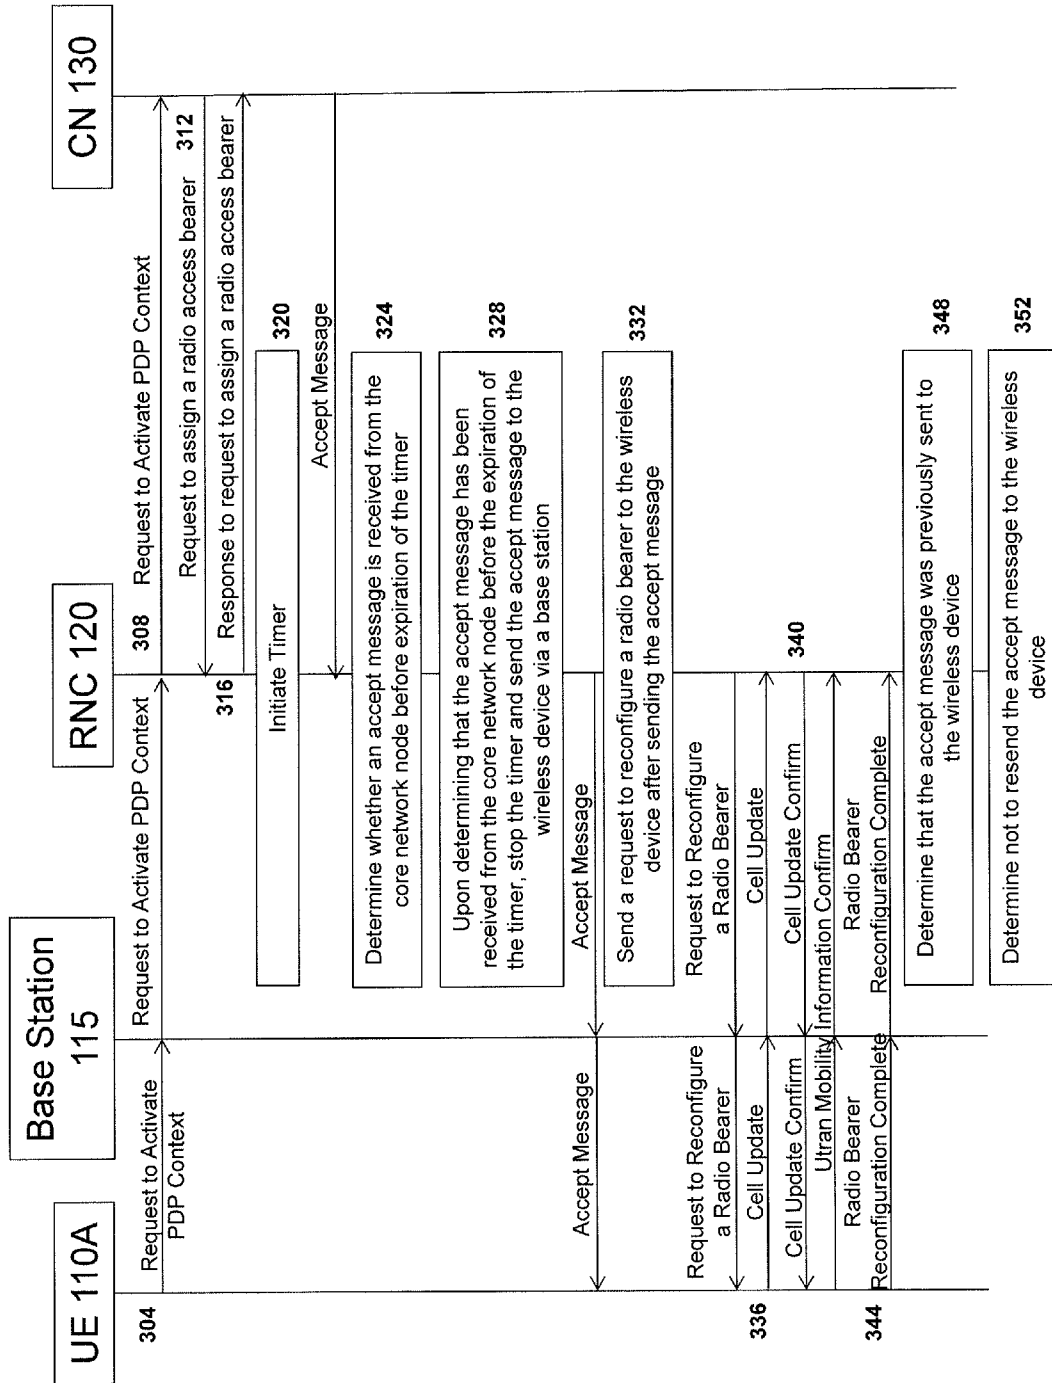 UE 110A
Base Station
115
RNC 120
CN 130
304
Request to Activate
PDP Context
Request to Activate PDP Context
308
Request to Activate PDP Context
Request to assign a radio access bearer
312
316
Response to request to assign a radio access bearer
Initiate Timer
320
Accept Message
Determine whether an accept message is received from the
core network node before expiration of the timer
324
Upon determining that the accept message has been
received from the core network node before the expiration of
the timer, stop the timer and send the accept message to the
wireless device via a base station
328
Accept Message
Accept Message
Send a request to reconfigure a radio bearer to the wireless
device after sending the accept message
332
Request to Reconfigure
a Radio Bearer
Request to Reconfigure
a Radio Bearer
336
Cell Update
Cell Update
Cell Update Confirm
Cell Update Confirm
340
Utran Mobility Information Confirm
344
Radio Bearer
Reconfiguration Complete
Radio Bearer
Reconfiguration Complete
Determine that the accept message was previously sent to
the wireless device
348
Determine not to resend the accept message to the wireless
device
352